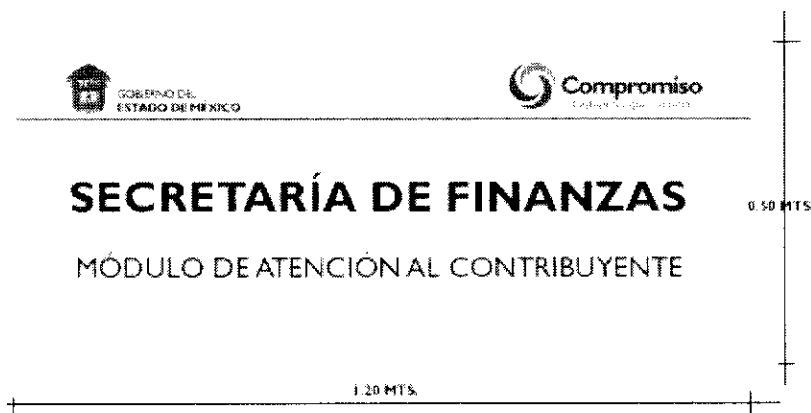 GOBIERNO DEL
ESTADO DE MÉXICO
Compromiso
SECRETARÍA DE FINANZAS
0.50 MTS
MÓDULO DE ATENCIÓN AL CONTRIBUYENTE
1.20 MTS.